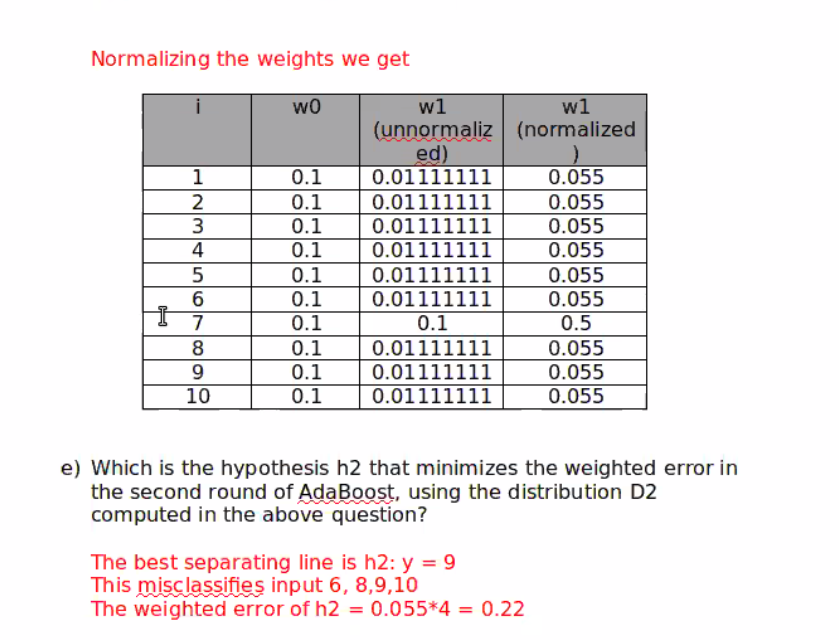 Normalizing the weights we get
i w0 w1 (unnormaliz ed) w1 (normalized )
1 0.1 0.01111111 0.055
2 0.1 0.01111111 0.055
3 0.1 0.01111111 0.055
4 0.1 0.01111111 0.055
5 0.1 0.01111111 0.055
6 0.1 0.01111111 0.055
7 0.1 0.1 0.5
8 0.1 0.01111111 0.055
9 0.1 0.01111111 0.055
10 0.1 0.01111111 0.055
e) Which is the hypothesis h2 that minimizes the weighted error in
the second round of AdaBoost, using the distribution D2
computed in the above question?
The best separating line is h2: y = 9
This misclassifies input 6, 8,9,10
The weighted error of h2 = 0.055*4 = 0.22